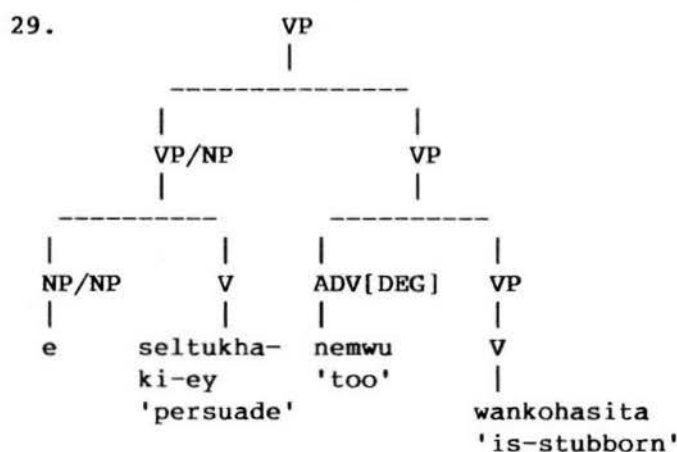 29. VP
VP/NP VP
NP/NP V ADV[DEG] VP
e seltukha- nemwu V
ki-ey 'too'
'persuade' wankohasita
'is-stubborn'